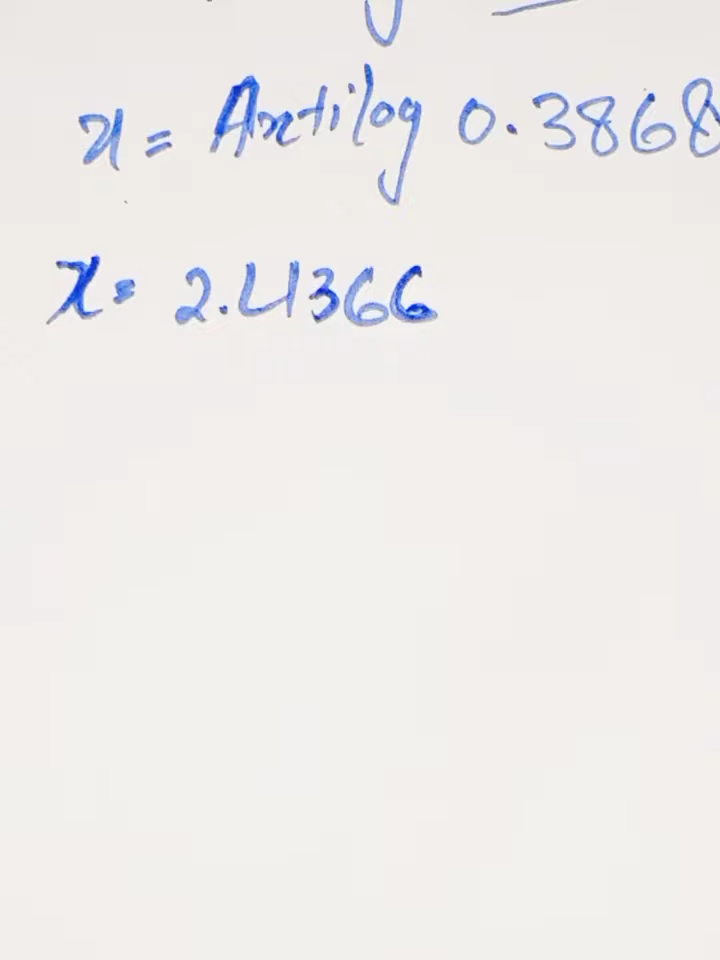 x = Antilog 0.3868
x = 2.4366